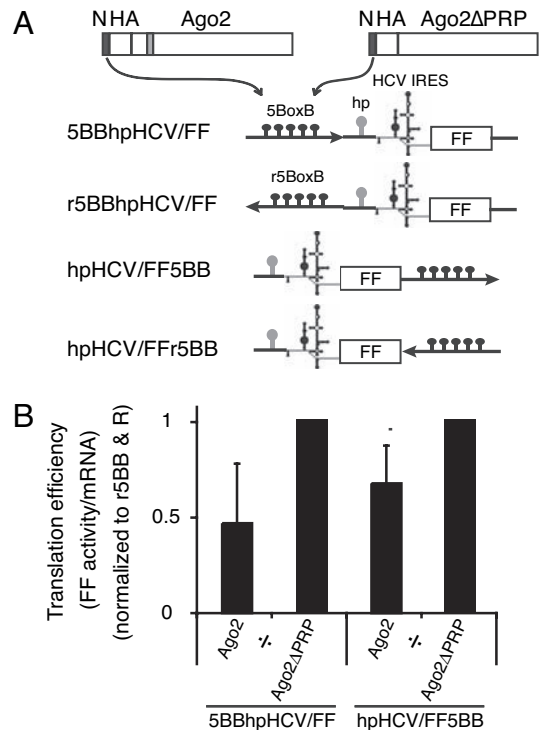 A
NHA Ago2
NHA Ago2ΔPRP
HCV IRES
5BoxB
hp
5BBhpHCV/FF
FF
r5BoxB
r5BBhpHCV/FF
FF
hpHCV/FF5BB
FF
hpHCV/FFr5BB
FF
B
Translation efficiency
(FF activity/mRNA)
(normalized to r5BB & R)
1
0.5
0
Ago2
÷
Ago2ΔPRP
Ago2
÷
Ago2ΔPRP
5BBhpHCV/FF
hpHCV/FF5BB